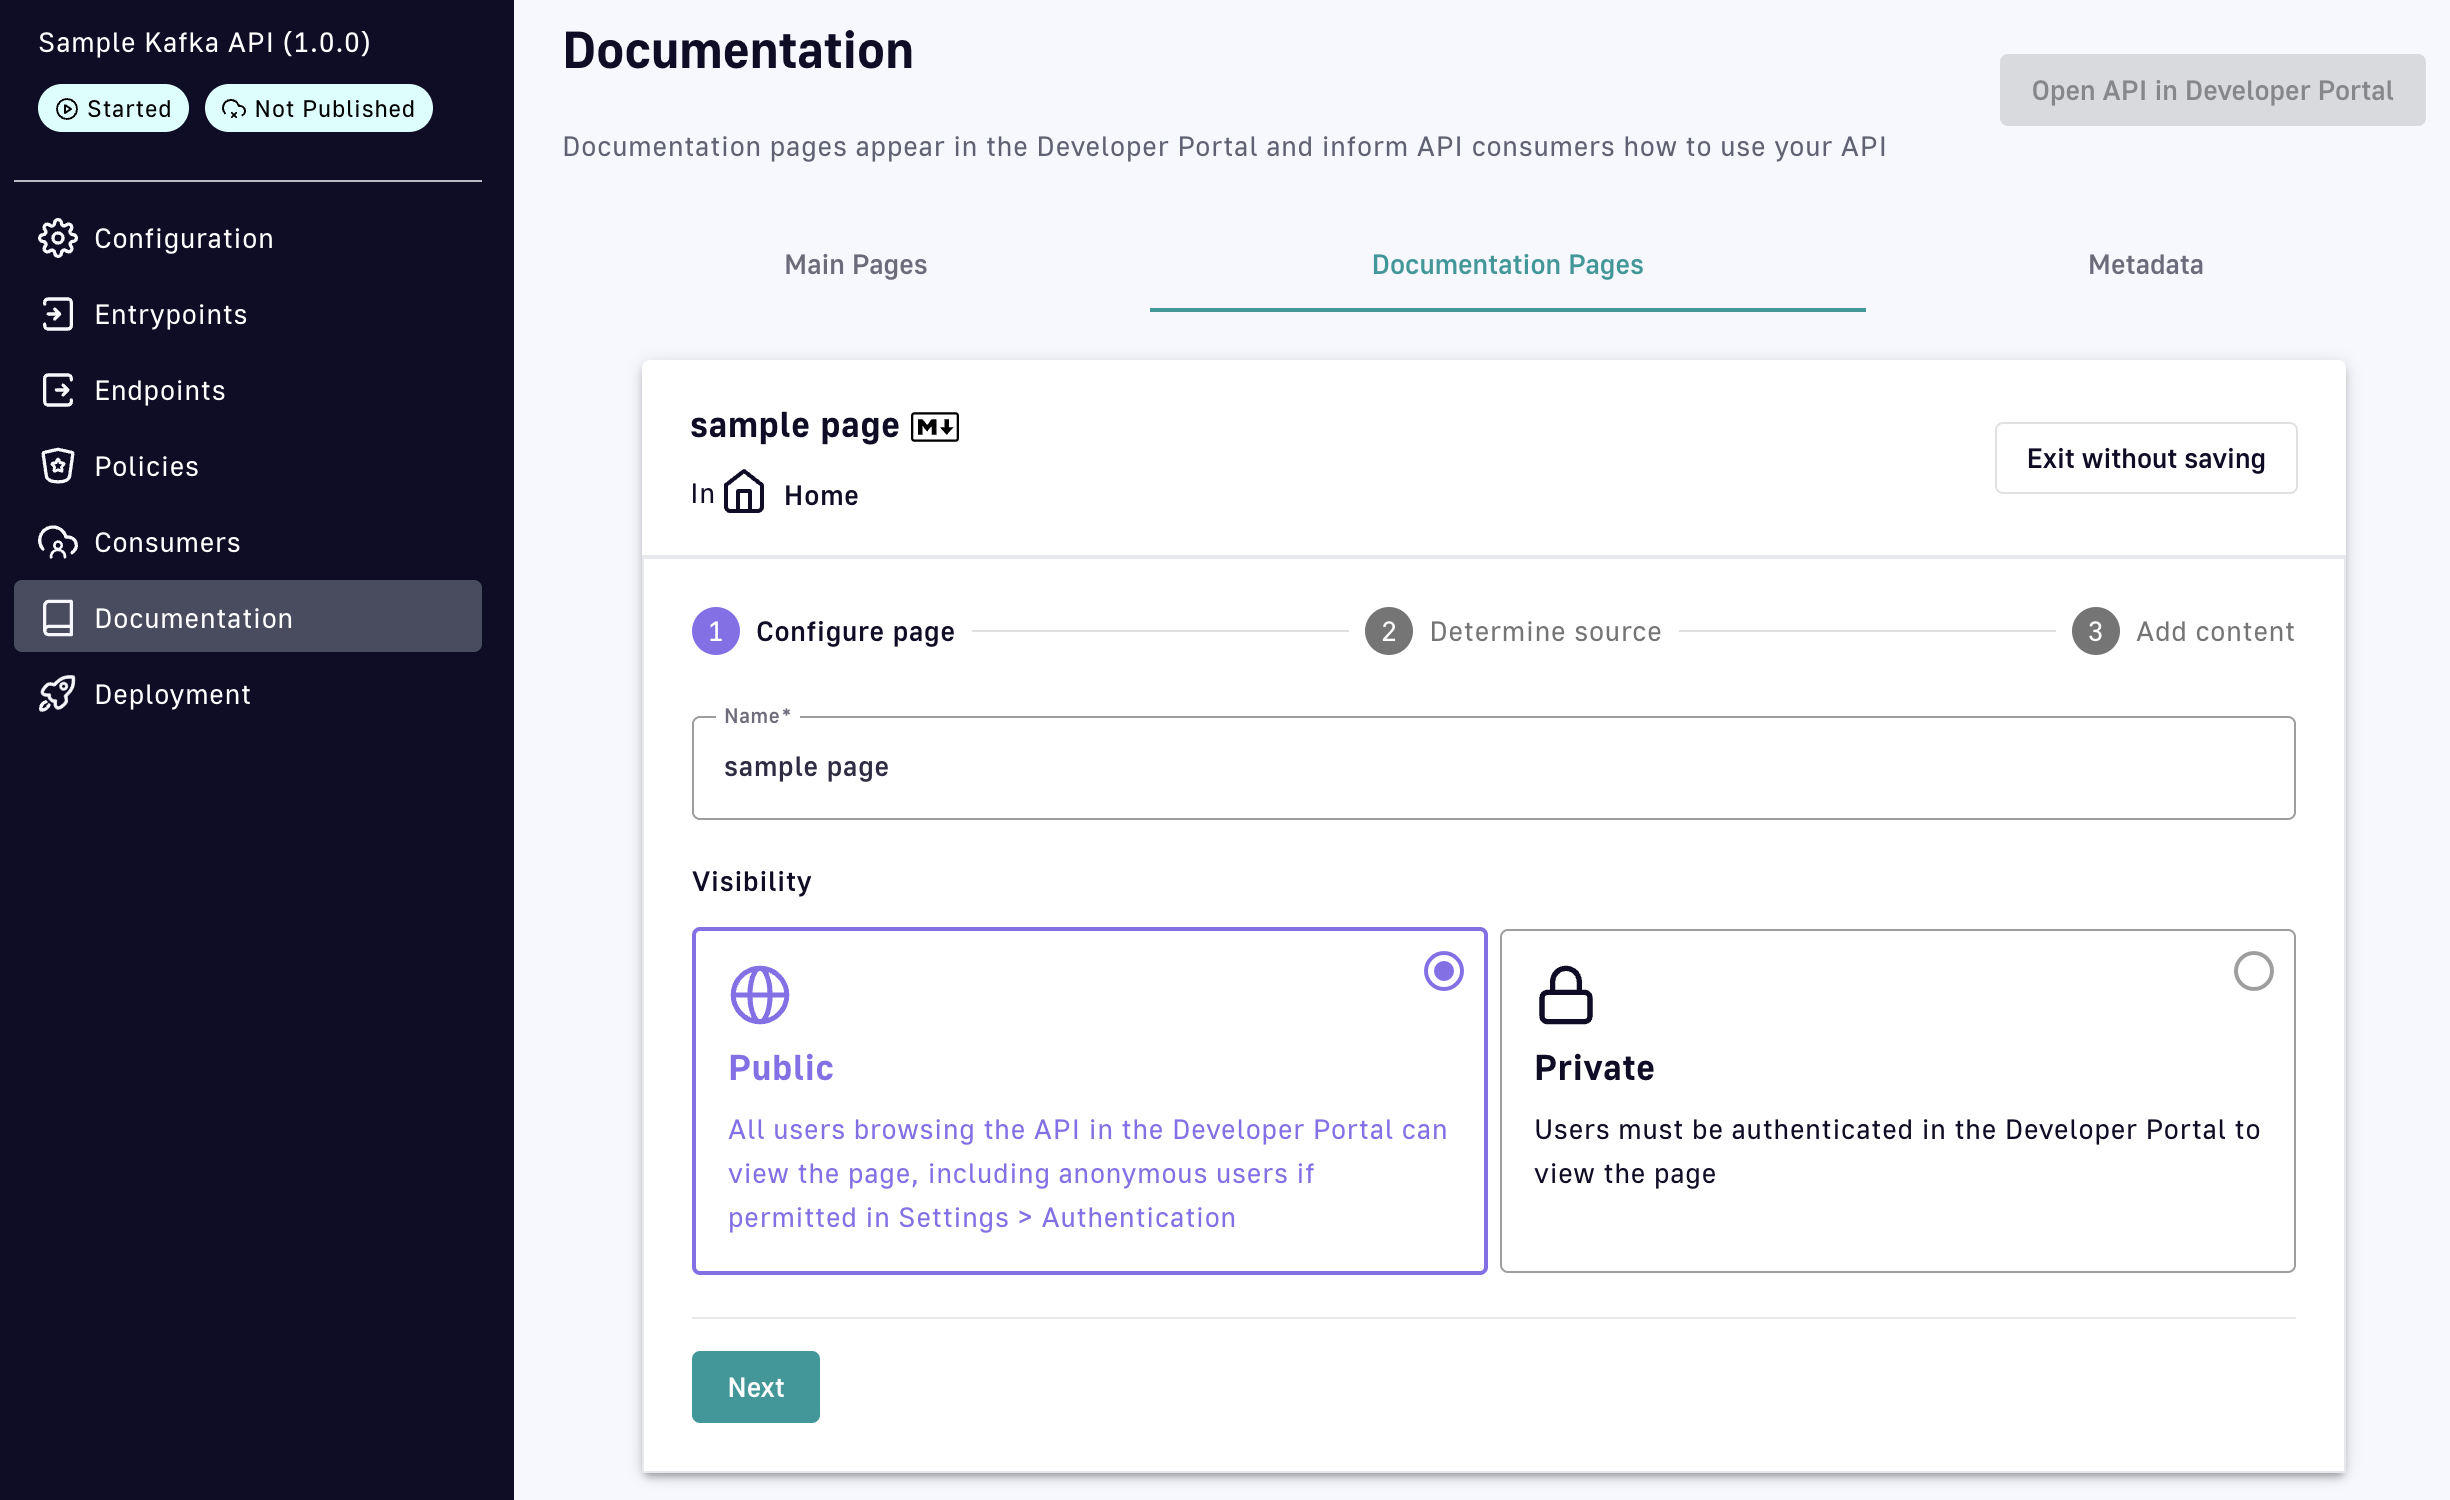 Sample Kafka API (1.0.0)
Started
Not Published
Configuration
Entrypoints
Endpoints
Policies
Consumers
Documentation
Deployment
Documentation
Open API in Developer Portal
Documentation pages appear in the Developer Portal and inform API consumers how to use your API
Main Pages
Documentation Pages
Metadata
sample page M
In Home
Exit without saving
1 Configure page
2 Determine source
3 Add content
Name*
sample page
Visibility
Public
All users browsing the API in the Developer Portal can
view the page, including anonymous users if
permitted in Settings > Authentication
Private
Users must be authenticated in the Developer Portal to
view the page
Next